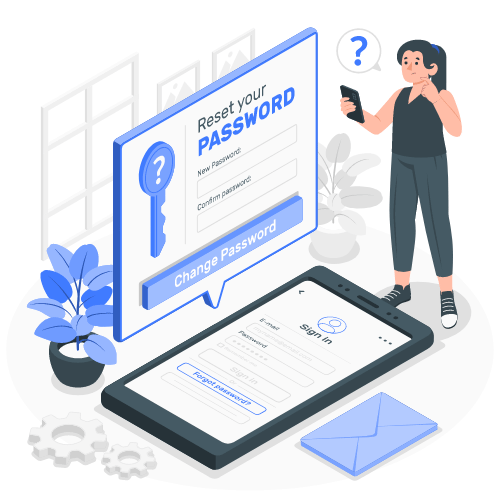 ?
Reset your
PASSWORD
?
New Password:
Confirm password:
Change Password
Sign in
E-mail
Password
Sign in
Forgot password?